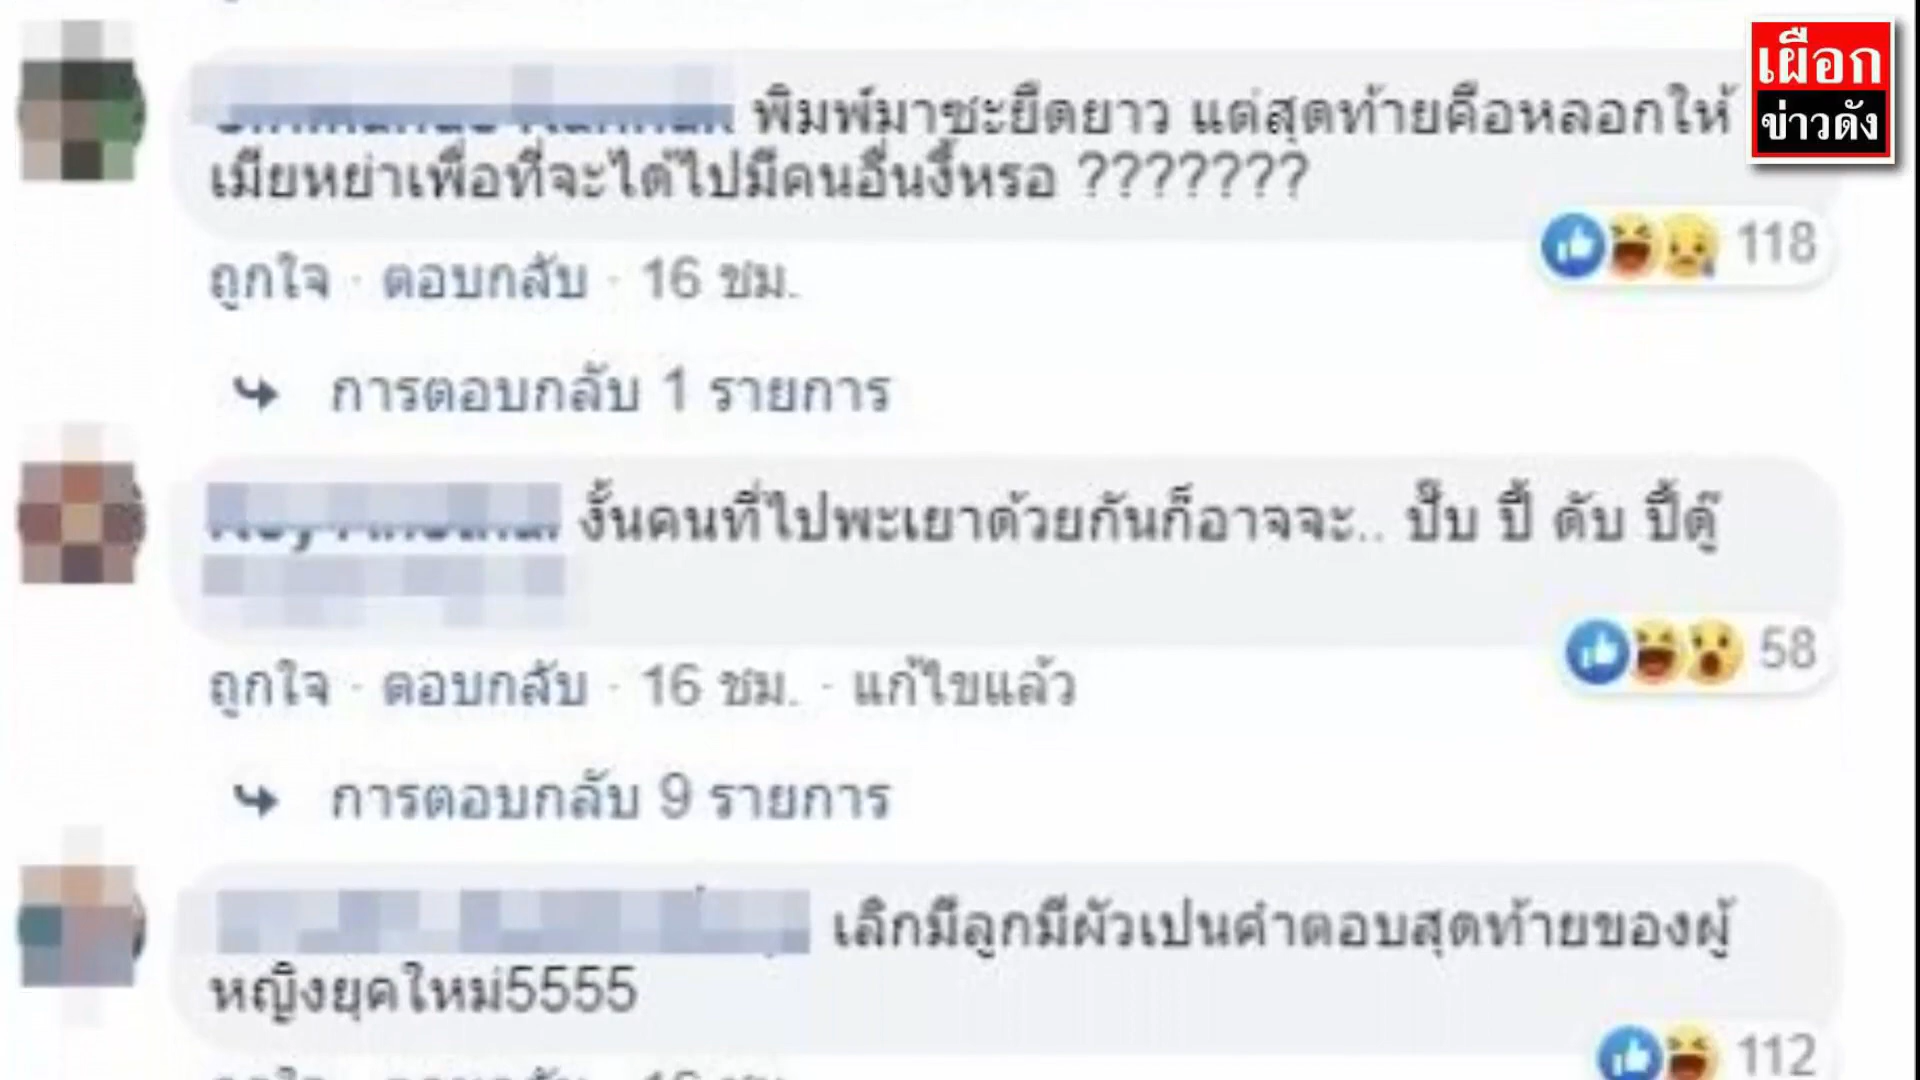 เผือก
ข่าวดัง
พิมพ์มาซะยืดยาว แต่สุดท้ายคือหลอกให้
เมียหย่าเพื่อที่จะได้ไปมีคนอื่นงี้หรอ ???????
118
ถูกใจ · ตอบกลับ · 16 ชม.
การตอบกลับ 1 รายการ
งั้นคนที่ไปพะเยาด้วยกันก็อาจจะ.. ปั๊บ ปี้ ดับ ปี้ดู๊
58
ถูกใจ · ตอบกลับ · 16 ชม. · แก้ไขแล้ว
การตอบกลับ 9 รายการ
เลิกมีลูกมีผัวเปนคำตอบสุดท้ายของผู้
หญิงยุคใหม่5555
112